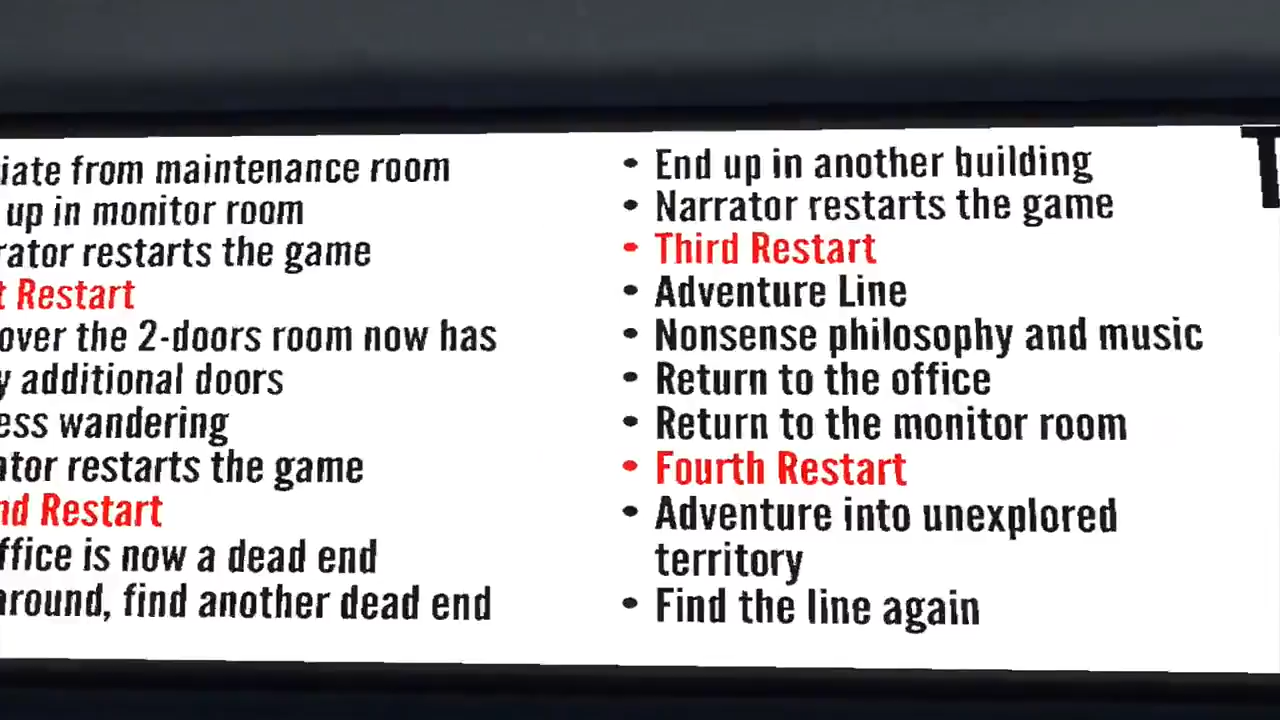 iate from maintenance room
up in monitor room
rator restarts the game
t Restart
over the 2-doors room now has
y additional doors
ess wandering
ator restarts the game
nd Restart
ffice is now a dead end
around, find another dead end
• End up in another building
• Narrator restarts the game
• Third Restart
• Adventure Line
• Nonsense philosophy and music
• Return to the office
• Return to the monitor room
• Fourth Restart
• Adventure into unexplored
territory
• Find the line again
T